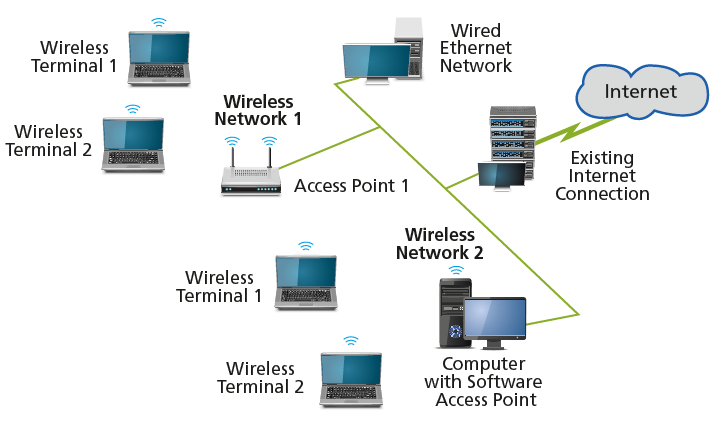 Wireless
Terminal 1
Wireless
Terminal 2
Wireless
Network 1
Access Point 1
Wired
Ethernet
Network
Internet
Existing
Internet
Connection
Wireless
Network 2
Wireless
Terminal 1
Wireless
Terminal 2
Computer
with Software
Access Point